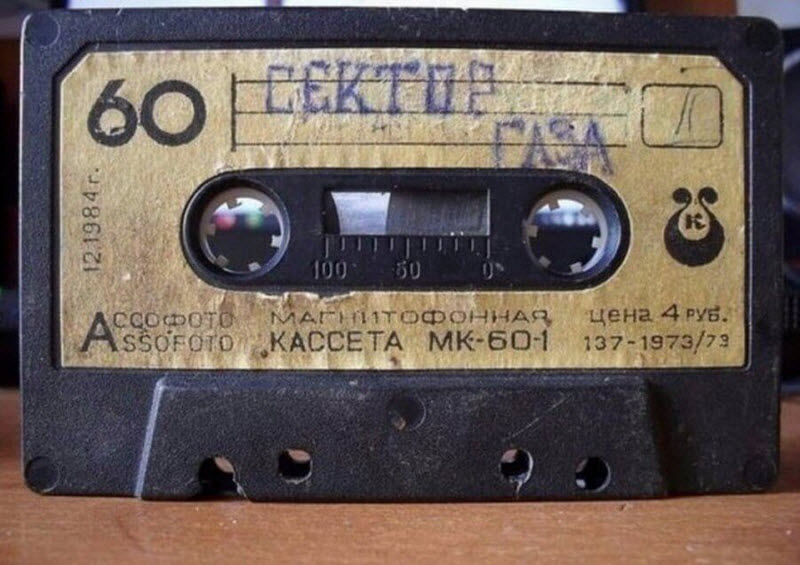 60
СЕКТОР
ГАЗА
12.1984 г.
К
100 50 0
АССОФОТО МАГНИТОФОННАЯ цена 4 РУБ.
ASSOFOTO КАССЕТА МК-60-1 137-1973/73